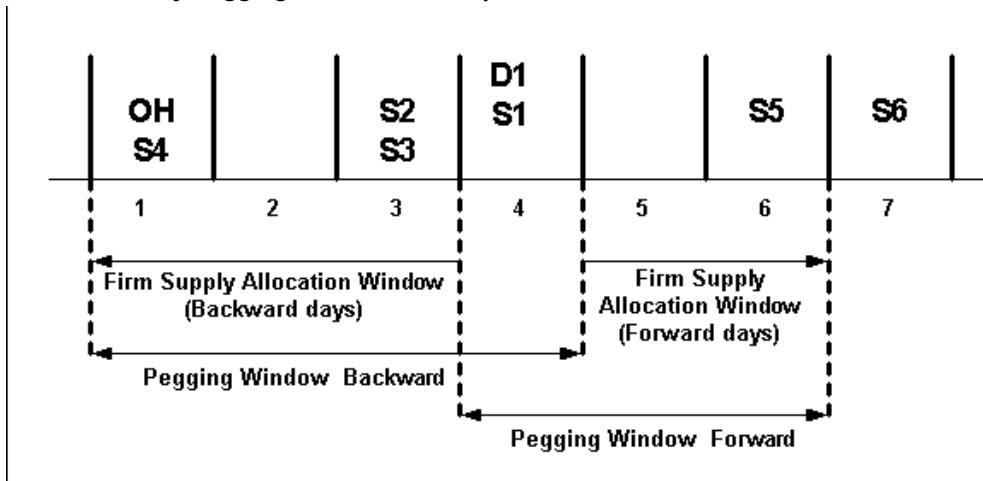 D1
OH S2 S1 S5 S6
S4 S3
1 2 3 4 5 6 7
Firm Supply Allocation Window
(Backward days)
Firm Supply
Allocation Window
(Forward days)
Pegging Window Backward
Pegging Window Forward